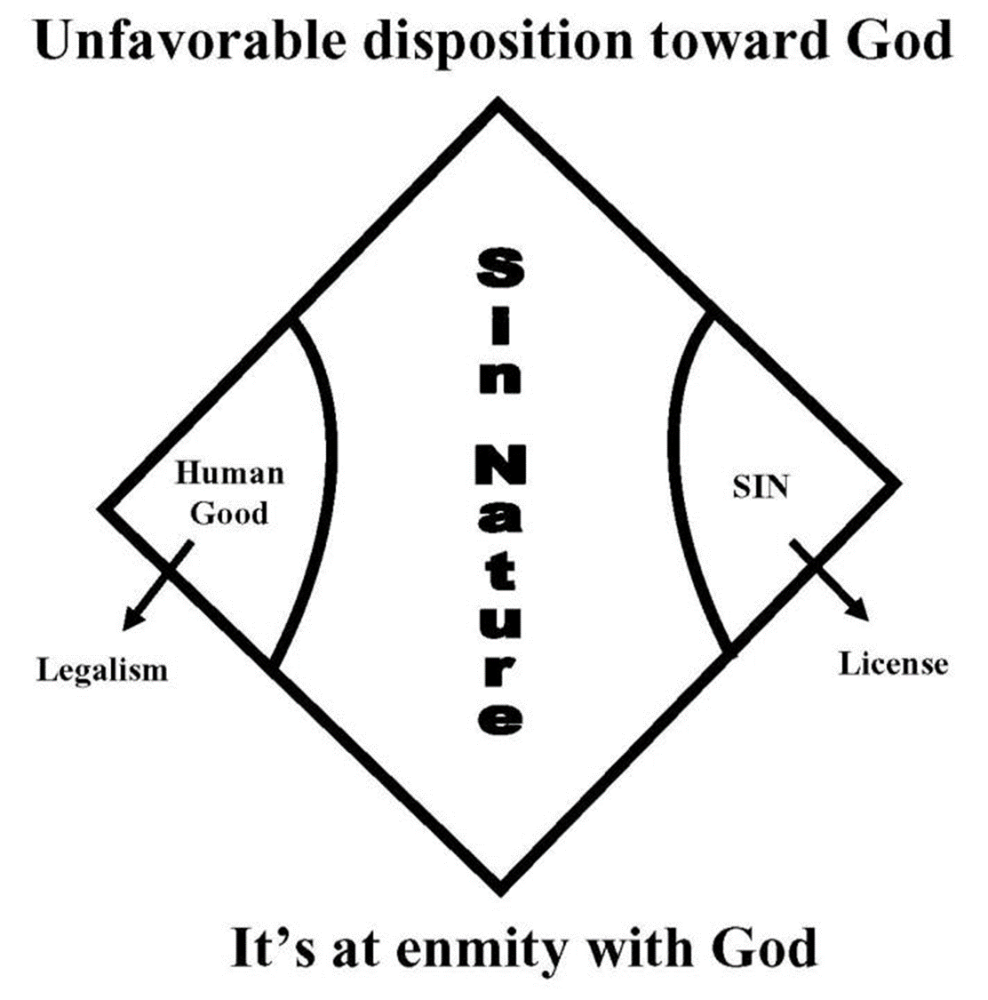 Unfavorable disposition toward God
Sin Nature
Human
Good
SIN
Legalism
License
It's at enmity with God